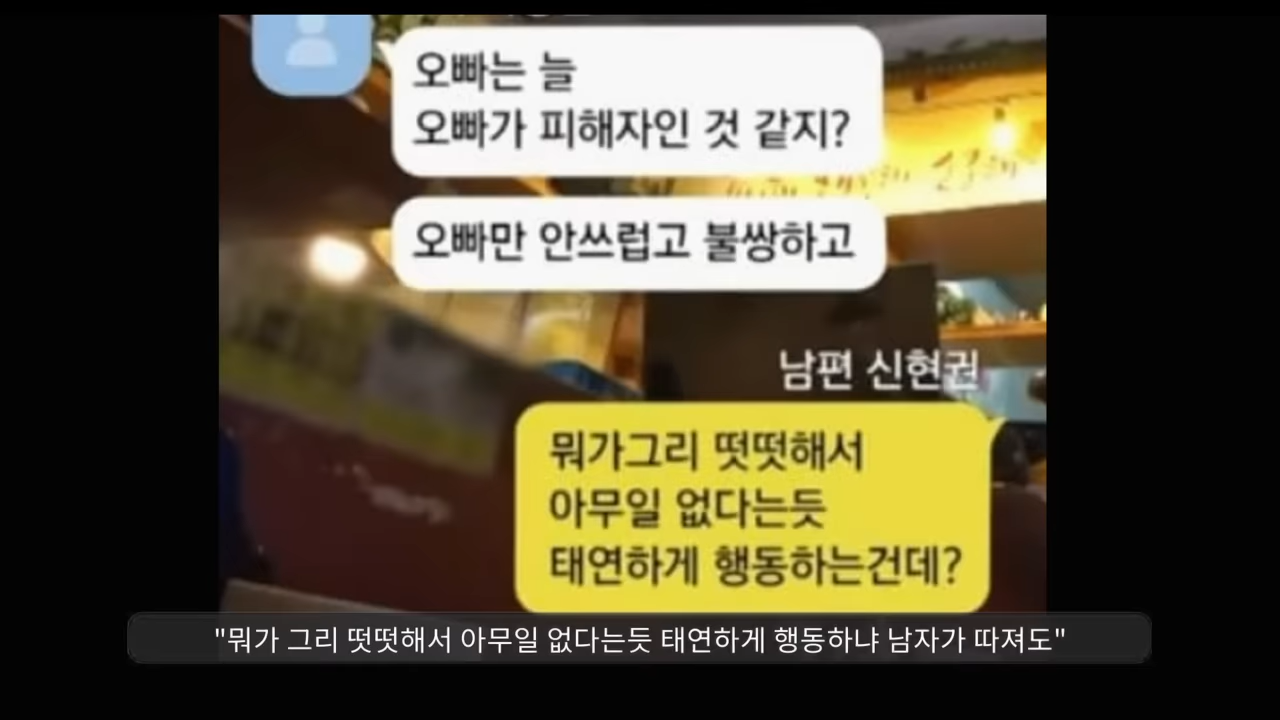 오빠는 늘
오빠가 피해자인 것 같지?
오빠만 안쓰럽고 불쌍하고
남편 신현권
뭐가그리 떳떳해서
아무일 없다는듯
태연하게 행동하는건데?
"뭐가 그리 떳떳해서 아무일 없다는듯 태연하게 행동하냐 남자가 따져도"